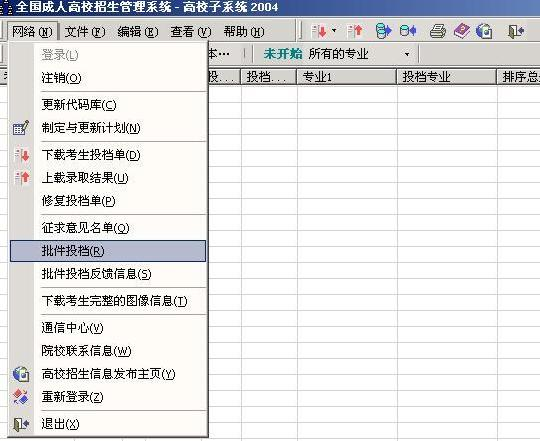 全国成人高校招生管理系统 - 高校子系统 2004
网络(N) 文件(F) 编辑(E) 查看(V) 帮助(H)
本… 未开始 所有的专业
投... 投档... 专业1 投档专业 排序总
登录(L)
注销(O)
更新代码库(C)
制定与更新计划(N)
下载考生投档单(D)
上载录取结果(U)
修复投档单(P)
征求意见名单(Q)
批件投档(R)
批件投档反馈信息(S)
下载考生完整的图像信息(T)
通信中心(V)
院校联系信息(W)
高校招生信息发布主页(Y)
重新登录(Z)
退出(X)